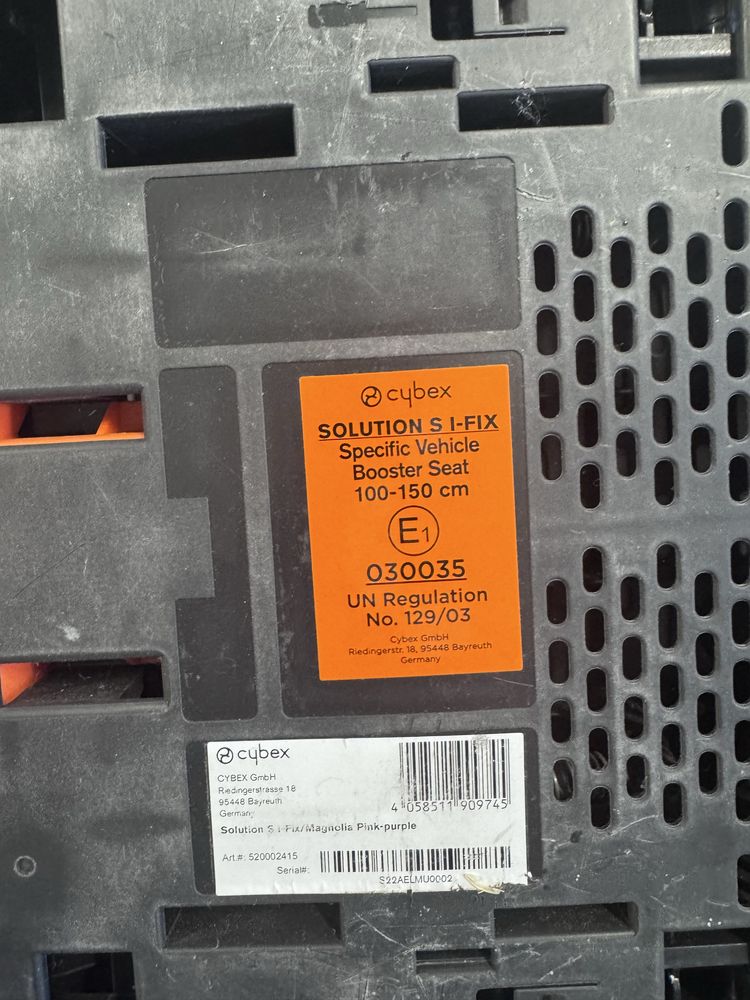 cybex
SOLUTION S I-FIX
Specific Vehicle
Booster Seat
100-150 cm
E1
030035
UN Regulation
No. 129/03
Cybex GmbH
Riedingerstr. 18, 95448 Bayreuth
Germany
cybex
CYBEX GmbH
Riedingerstrasse 18
95448 Bayreuth
Germany
4 058511 909745
Solution S I-Fix/Magnolia Pink-purple
Art.#: 520002415
Serial#:
S22AELMU0002